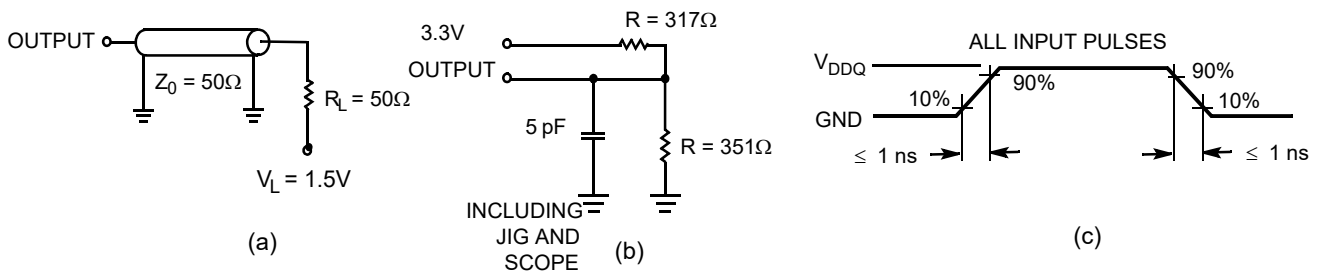 OUTPUT
Z0 = 50Ω
RL = 50Ω
VL = 1.5V
(a)
R = 317Ω
3.3V
OUTPUT
5 pF
R = 351Ω
INCLUDING
JIG AND
SCOPE
(b)
ALL INPUT PULSES
VDDQ
90%
90%
10%
10%
GND
≤ 1 ns
≤ 1 ns
(c)